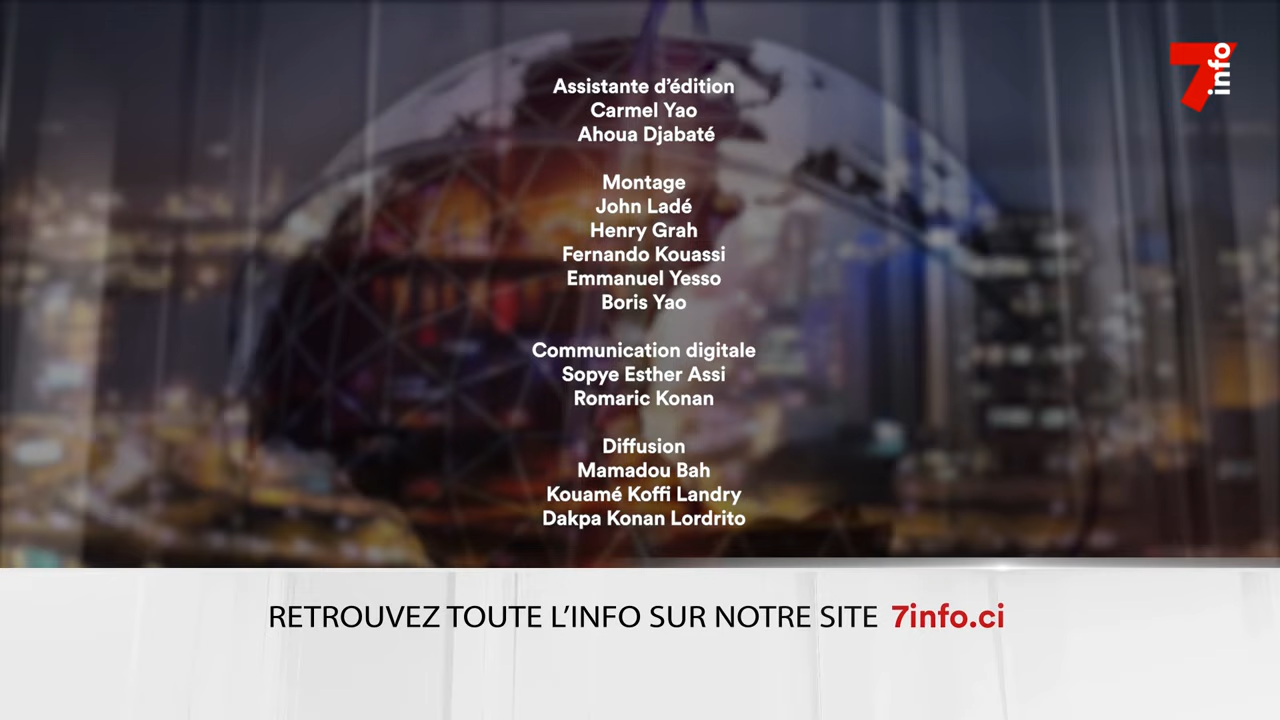 7info
Assistante d'édition
Carmel Yao
Ahoua Djabaté
Montage
John Ladé
Henry Grah
Fernando Kouassi
Emmanuel Yesso
Boris Yao
Communication digitale
Sopye Esther Assi
Romaric Konan
Diffusion
Mamadou Bah
Kouamé Koffi Landry
Dakpa Konan Lordrito
RETROUVEZ TOUTE L'INFO SUR NOTRE SITE 7info.ci